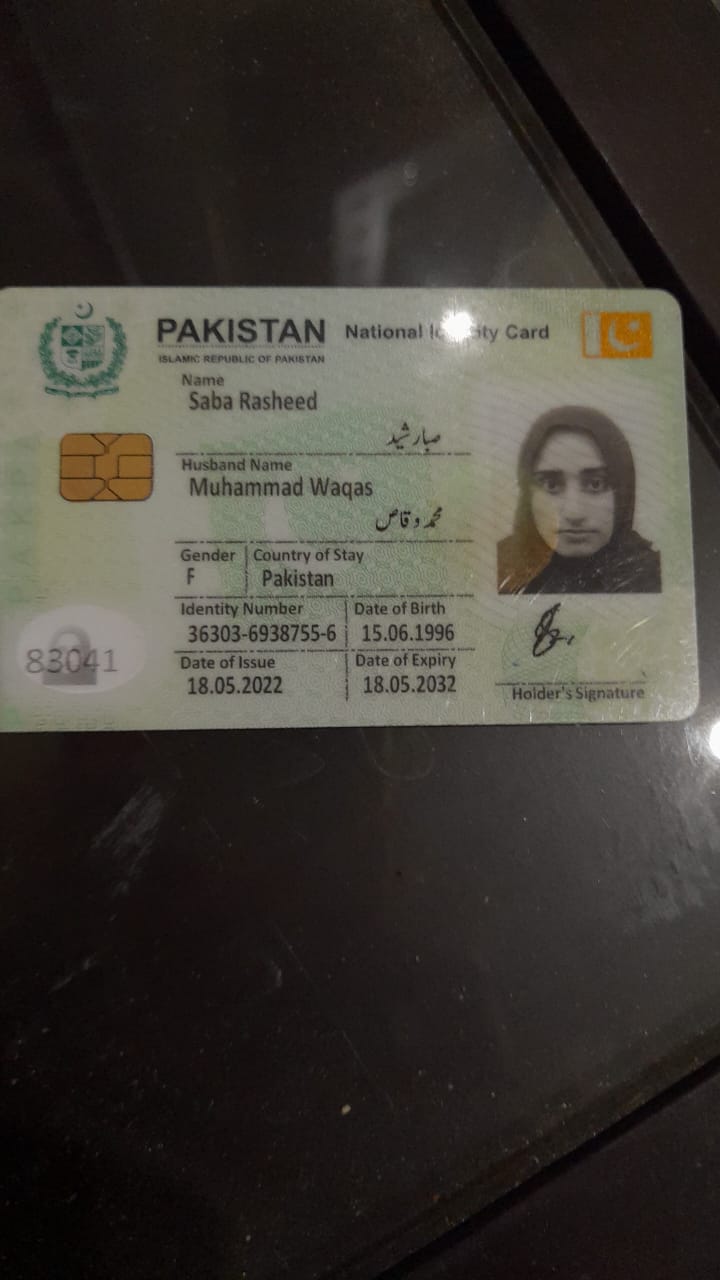 PAKISTAN National Identity Card
ISLAMIC REPUBLIC OF PAKISTAN
Name
Saba Rasheed
صبا رشید
Husband Name
Muhammad Waqas
محمد وقاص
Gender Country of Stay
F Pakistan
Identity Number Date of Birth
36303-6938755-6 15.06.1996
Date of Issue Date of Expiry
18.05.2022 18.05.2032
83041
Holder's Signature